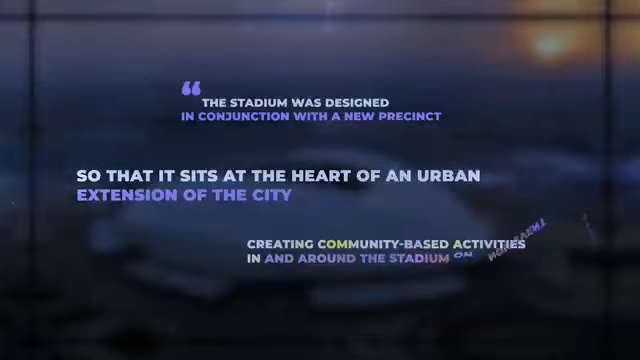 “
THE STADIUM WAS DESIGNED
IN CONJUNCTION WITH A NEW PRECINCT
SO THAT IT SITS AT THE HEART OF AN URBAN
EXTENSION OF THE CITY
CREATING COMMUNITY-BASED ACTIVITIES
IN AND AROUND THE STADIUM ON